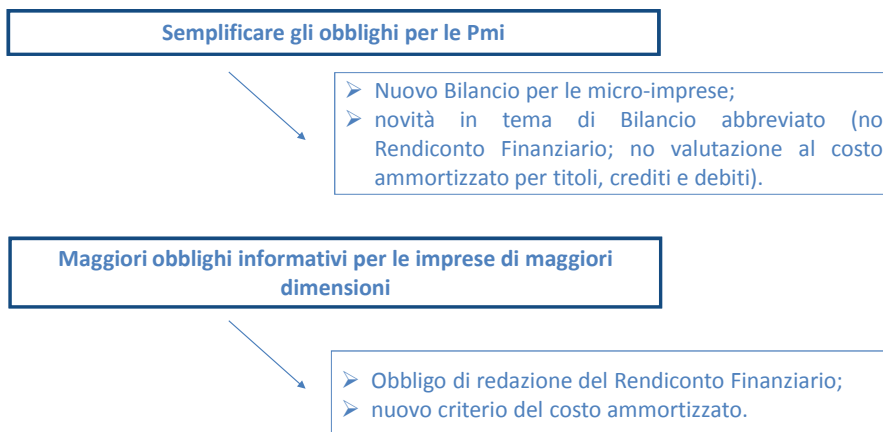 Semplificare gli obblighi per le Pmi
➢ Nuovo Bilancio per le micro-imprese;
➢ novità in tema di Bilancio abbreviato (no
Rendiconto Finanziario; no valutazione al costo
ammortizzato per titoli, crediti e debiti).
Maggiori obblighi informativi per le imprese di maggiori
dimensioni
➢ Obbligo di redazione del Rendiconto Finanziario;
➢ nuovo criterio del costo ammortizzato.